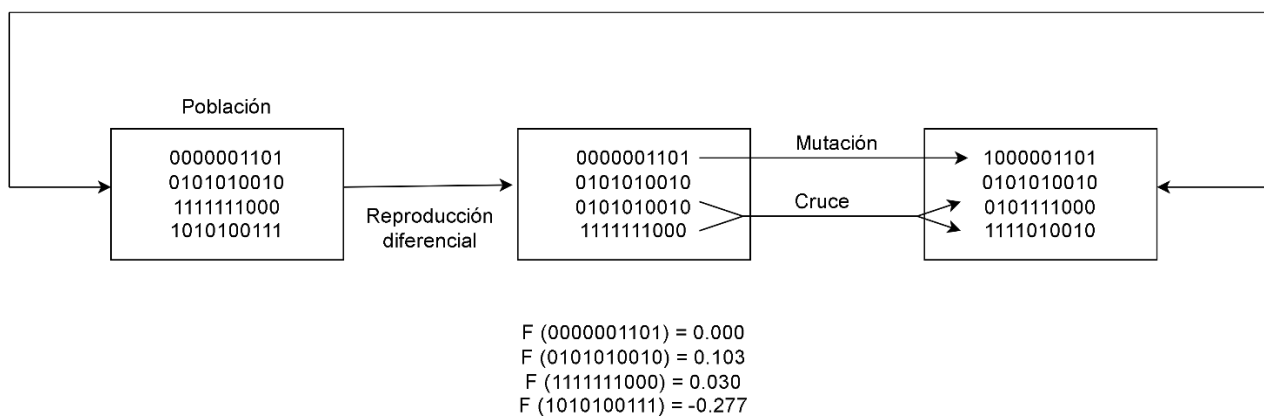 Población
0000001101
0101010010
1111111000
1010100111
Reproducción
diferencial
0000001101
0101010010
0101010010
1111111000
Mutación
Cruce
1000001101
0101010010
0101111000
1111010010
F (0000001101) = 0.000
F (0101010010) = 0.103
F (1111111000) = 0.030
F (1010100111) = -0.277